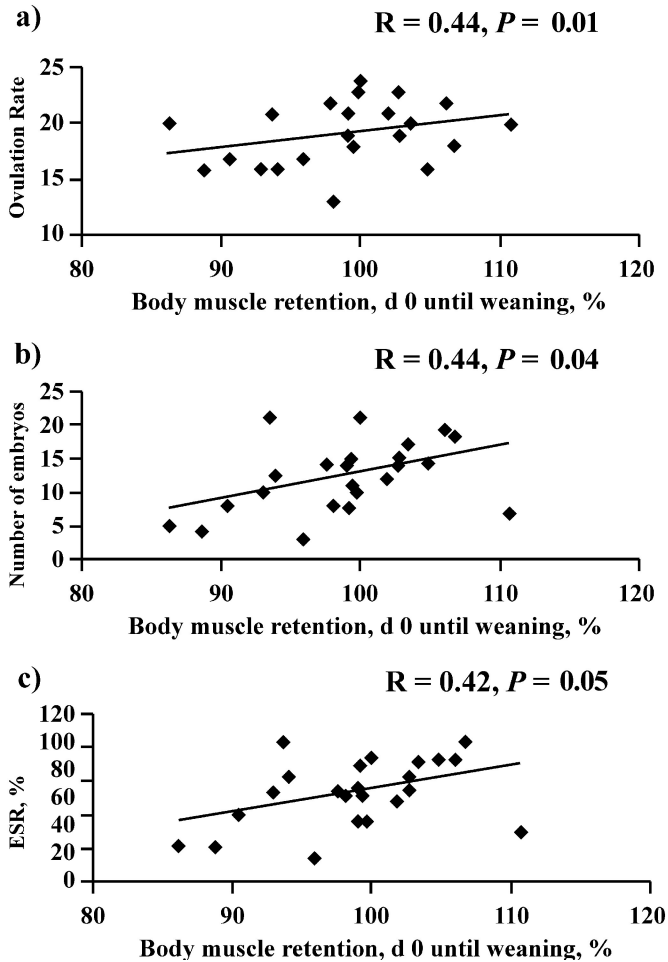 a)
R = 0.44, P = 0.01
Ovulation Rate
25
20
15
10
80 90 100 110 120
Body muscle retention, d 0 until weaning, %
b)
R = 0.44, P = 0.04
Number of embryos
25
20
15
10
5
0
80 90 100 110 120
Body muscle retention, d 0 until weaning, %
c)
R = 0.42, P = 0.05
ESR, %
120
100
80
60
40
20
0
80 90 100 110 120
Body muscle retention, d 0 until weaning, %